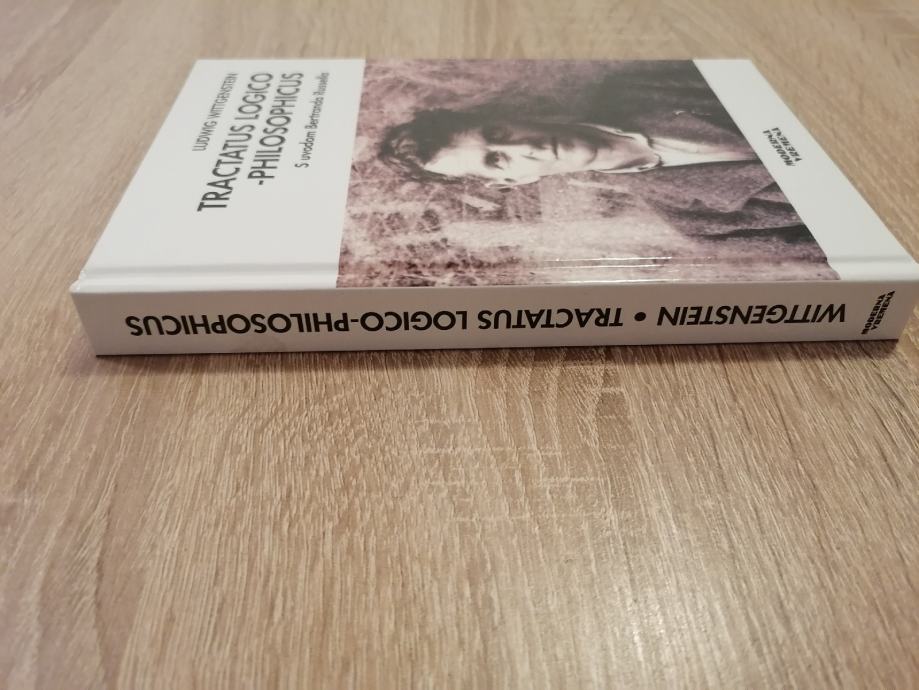 LUDWIG WITTGENSTEIN
TRACTATUS LOGICO
-PHILOSOPHICUS
S uvodom Bertranda Russella
MODERNA
VREMENA
WITTGENSTEIN • TRACTATUS LOGICO-PHILOSOPHICUS
MODERNA
VREMENA